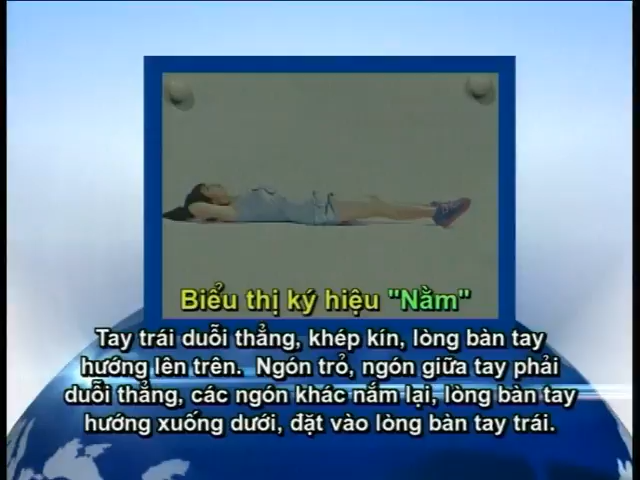 Biểu thị ký hiệu "Nằm"
Tay trái duỗi thẳng, khép kín, lòng bàn tay
hướng lên trên. Ngón trỏ, ngón giữa tay phải
duỗi thẳng, các ngón khác nắm lại, lòng bàn tay
hướng xuống dưới, đặt vào lòng bàn tay trái.